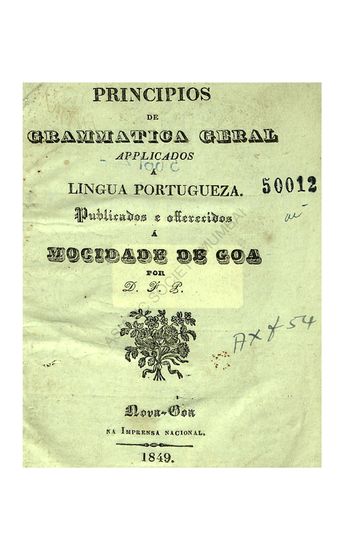 PRINCIPIOS
DE
GRAMMATICA GERAL
APPLICADOS
Á
LINGUA PORTUGUEZA.
50012
Publicados e offerecidos
Á
MOCIDADE DE GOA
POR
D. F. P.
Nova-Goa
NA IMPRENSA NACIONAL.
1849.